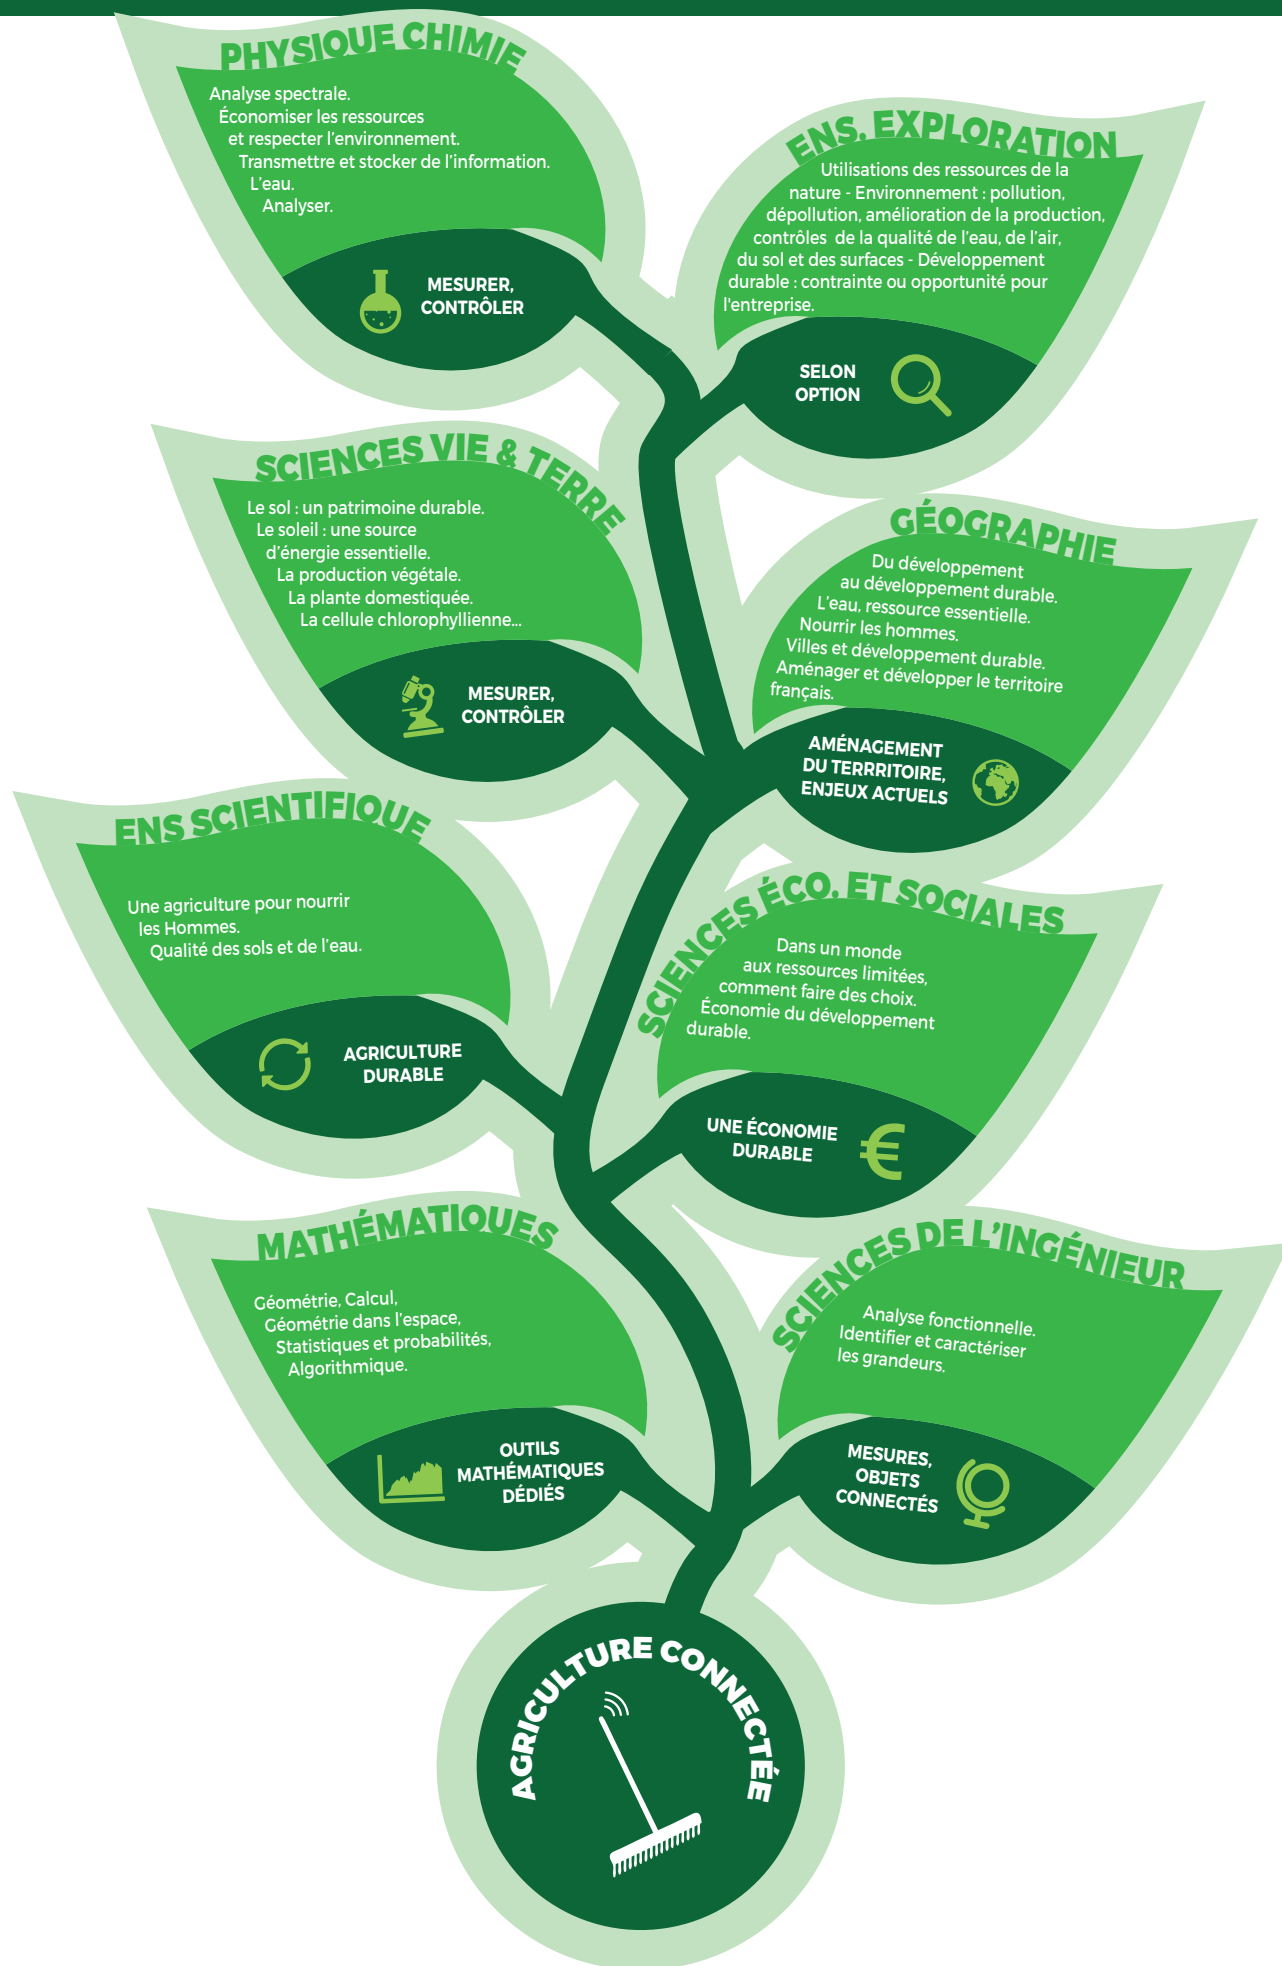 PHYSIQUE CHIMIE
Analyse spectrale.
Économiser les ressources
et respecter l'environnement.
Transmettre et stocker de l'information.
L'eau.
Analyser.
MESURER,
CONTRÔLER
ENS. EXPLORATION
Utilisations des ressources de la
nature - Environnement : pollution,
dépollution, amélioration de la production,
contrôles de la qualité de l'eau, de l'air,
du sol et des surfaces - Développement
durable : contrainte ou opportunité pour
l'entreprise.
SELON
OPTION
SCIENCES VIE & TERRE
Le sol : un patrimoine durable.
Le soleil : une source
d'énergie essentielle.
La production végétale.
La plante domestiquée.
La cellule chlorophyllienne...
MESURER,
CONTRÔLER
GÉOGRAPHIE
Du développement
au développement durable.
L'eau, ressource essentielle.
Nourrir les hommes.
Villes et développement durable.
Aménager et développer le territoire
français.
AMÉNAGEMENT
DU TERRRITOIRE,
ENJEUX ACTUELS
ENS SCIENTIFIQUE
Une agriculture pour nourrir
les Hommes.
Qualité des sols et de l'eau.
AGRICULTURE
DURABLE
SCIENCES ÉCO. ET SOCIALES
Dans un monde
aux ressources limitées,
comment faire des choix.
Économie du développement
durable.
UNE ÉCONOMIE
DURABLE
€
MATHÉMATIQUES
Géométrie, Calcul,
Géométrie dans l'espace,
Statistiques et probabilités,
Algorithmique.
OUTILS
MATHÉMATIQUES
DÉDIÉS
SCIENCES DE L'INGÉNIEUR
Analyse fonctionnelle.
Identifier et caractériser
les grandeurs.
MESURES,
OBJETS
CONNECTÉS
AGRICULTURE CONNECTÉE